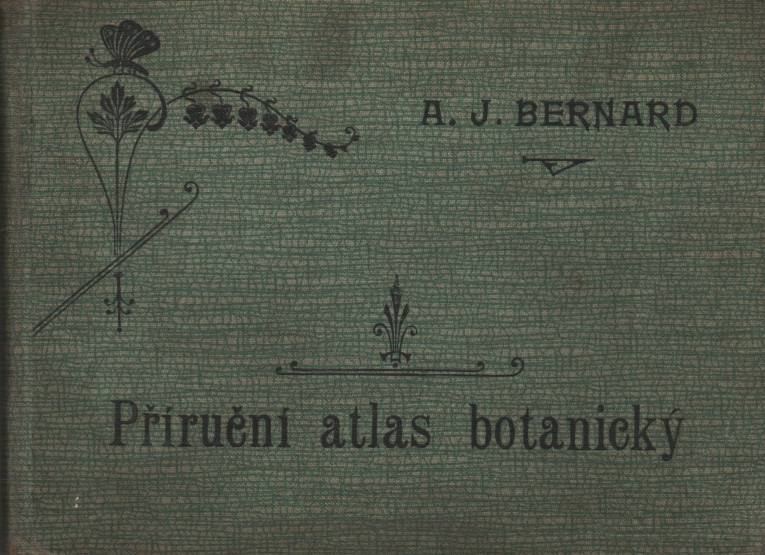 A. J. BERNARD
Příruční atlas botanický